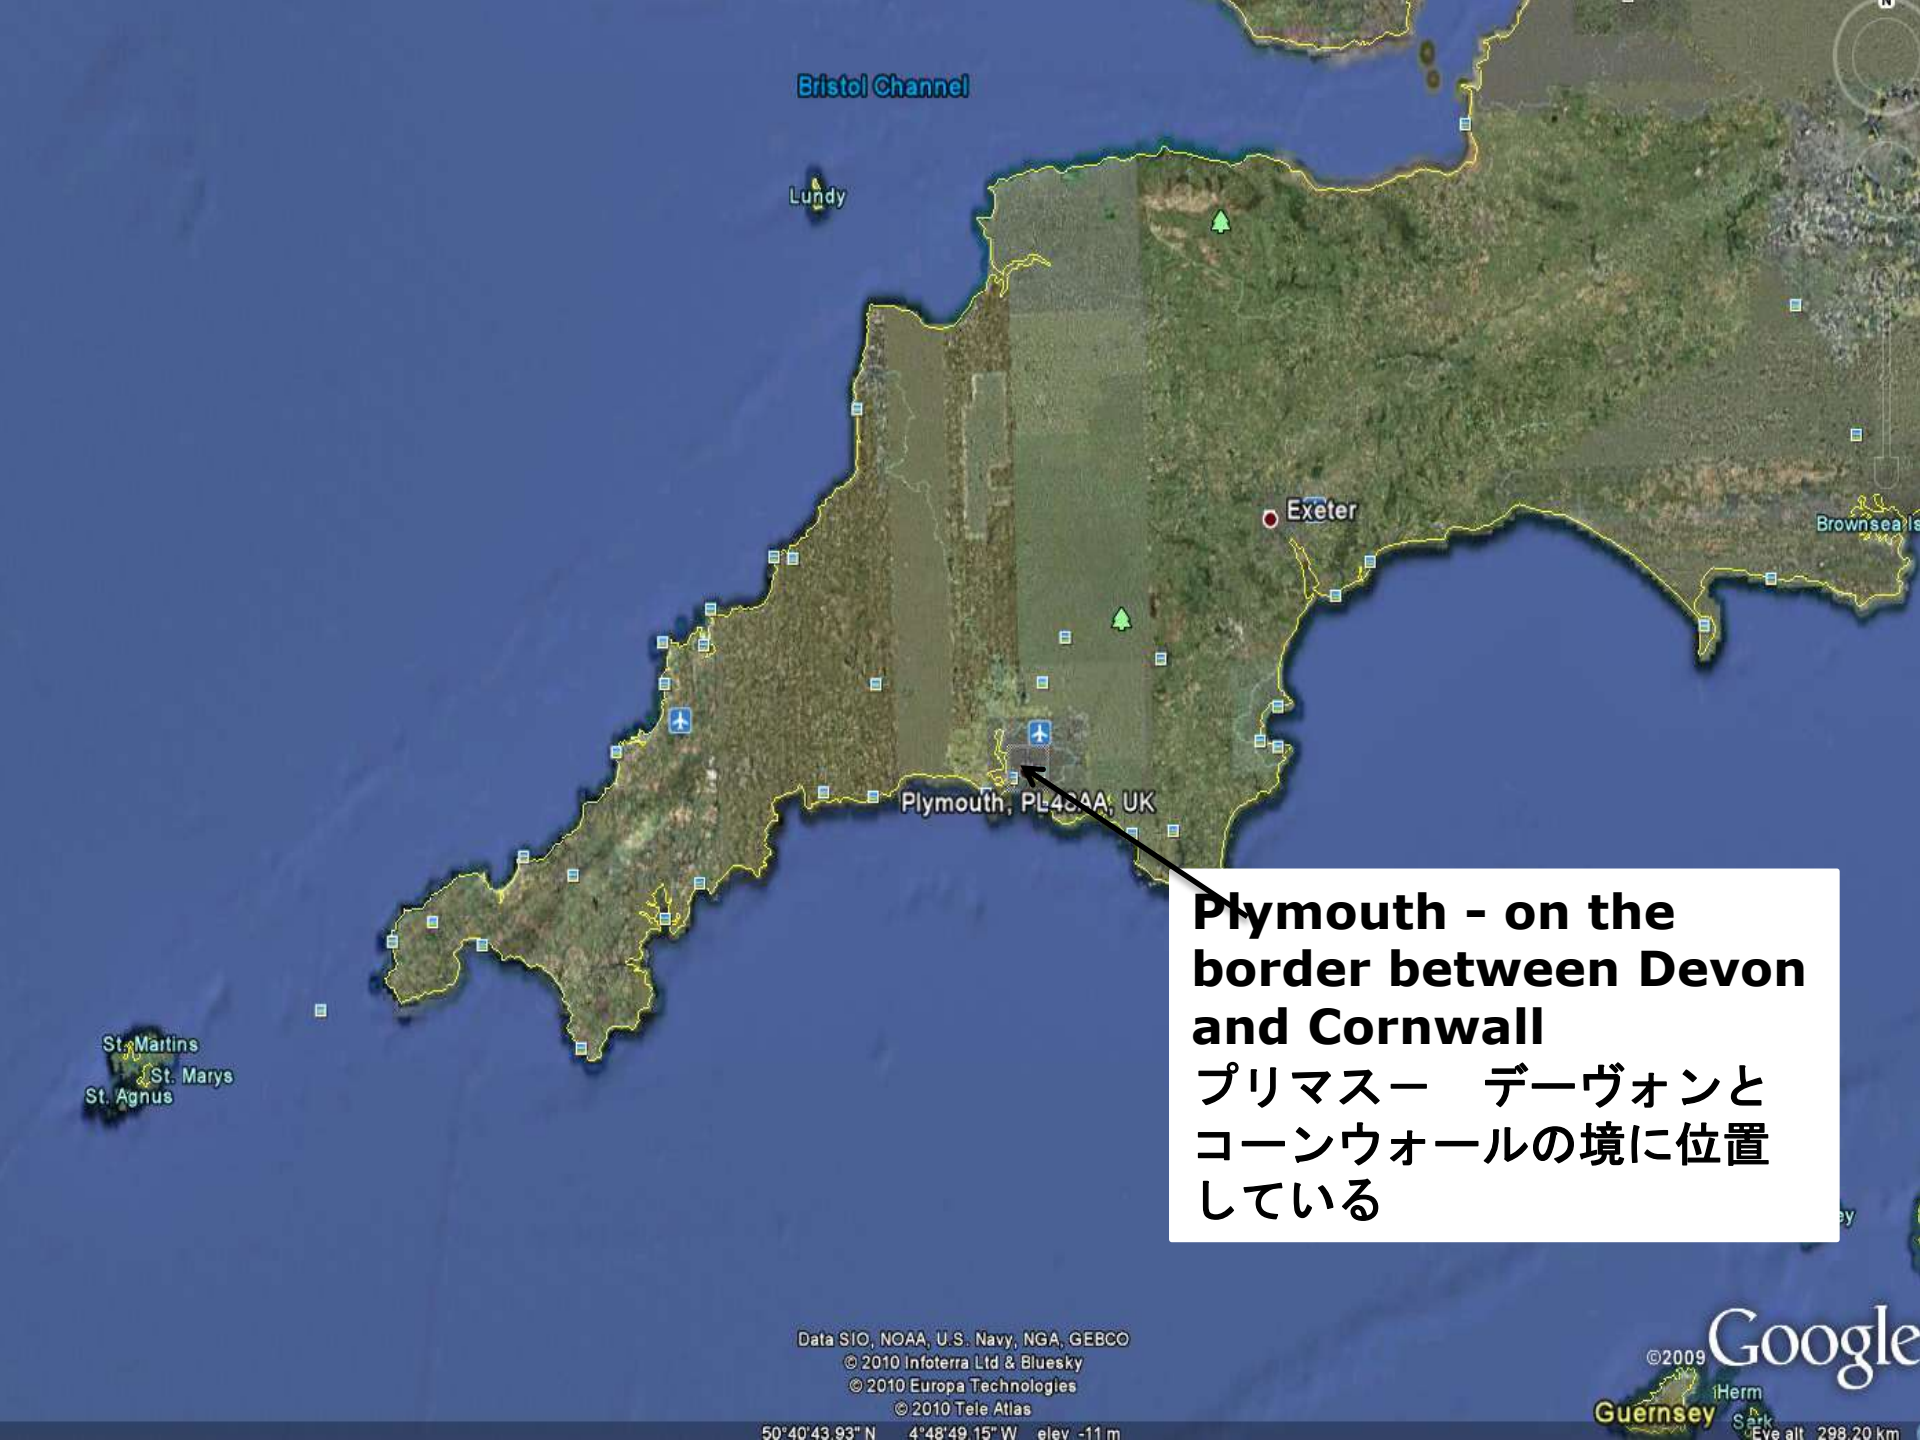 N
Bristol Channel
Lundy
Exeter
Brownsea Is
Plymouth, PL48AA, UK
Plymouth - on the
border between Devon
and Cornwall
プリマスー　デーヴォンと
コーンウォールの境に位置
している
St. Martins
St. Marys
St. Agnus
ey
Data SIO, NOAA, U.S. Navy, NGA, GEBCO
© 2010 Infoterra Ltd & Bluesky
© 2010 Europa Technologies
© 2010 Tele Atlas
©2009 Google
Herm
Guernsey
Sark
50°40'43.93" N 4°48'49.15" W elev -11 m
Eye alt 298.20 km